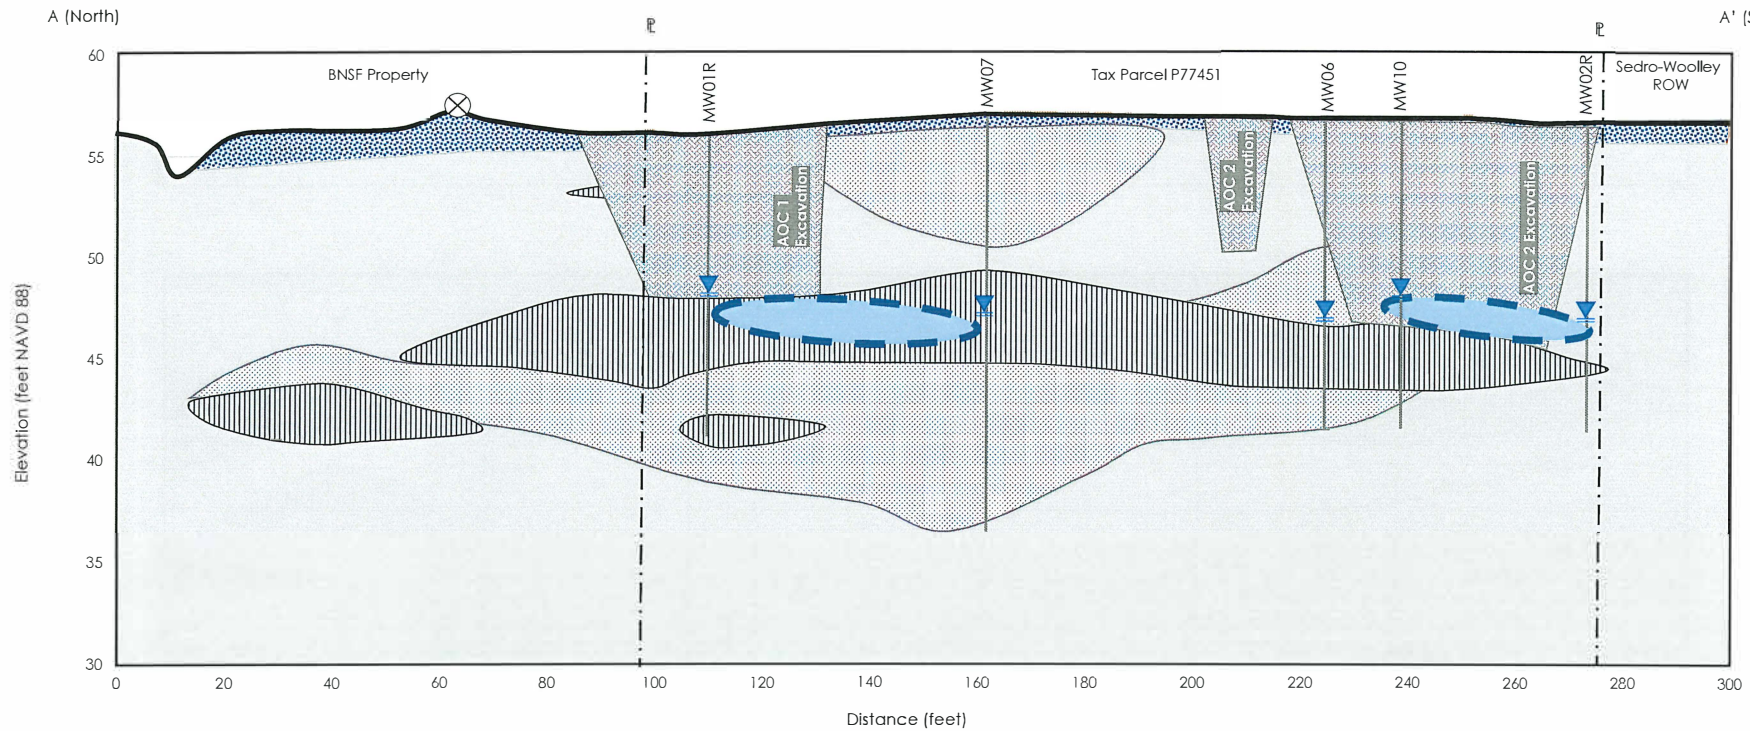 A (North)
A' (S
℄
℄
60
55
50
45
40
35
30
Elevation (feet NAVD 88)
BNSF Property
Tax Parcel P77451
Sedro-Woolley
ROW
MW01R
MW07
MW06
MW10
MW02R
AOC 1
Excavation
AOC 2
Excavation
AOC 2 Excavation
0
20
40
60
80
100
120
140
160
180
200
220
240
260
280
300
Distance (feet)